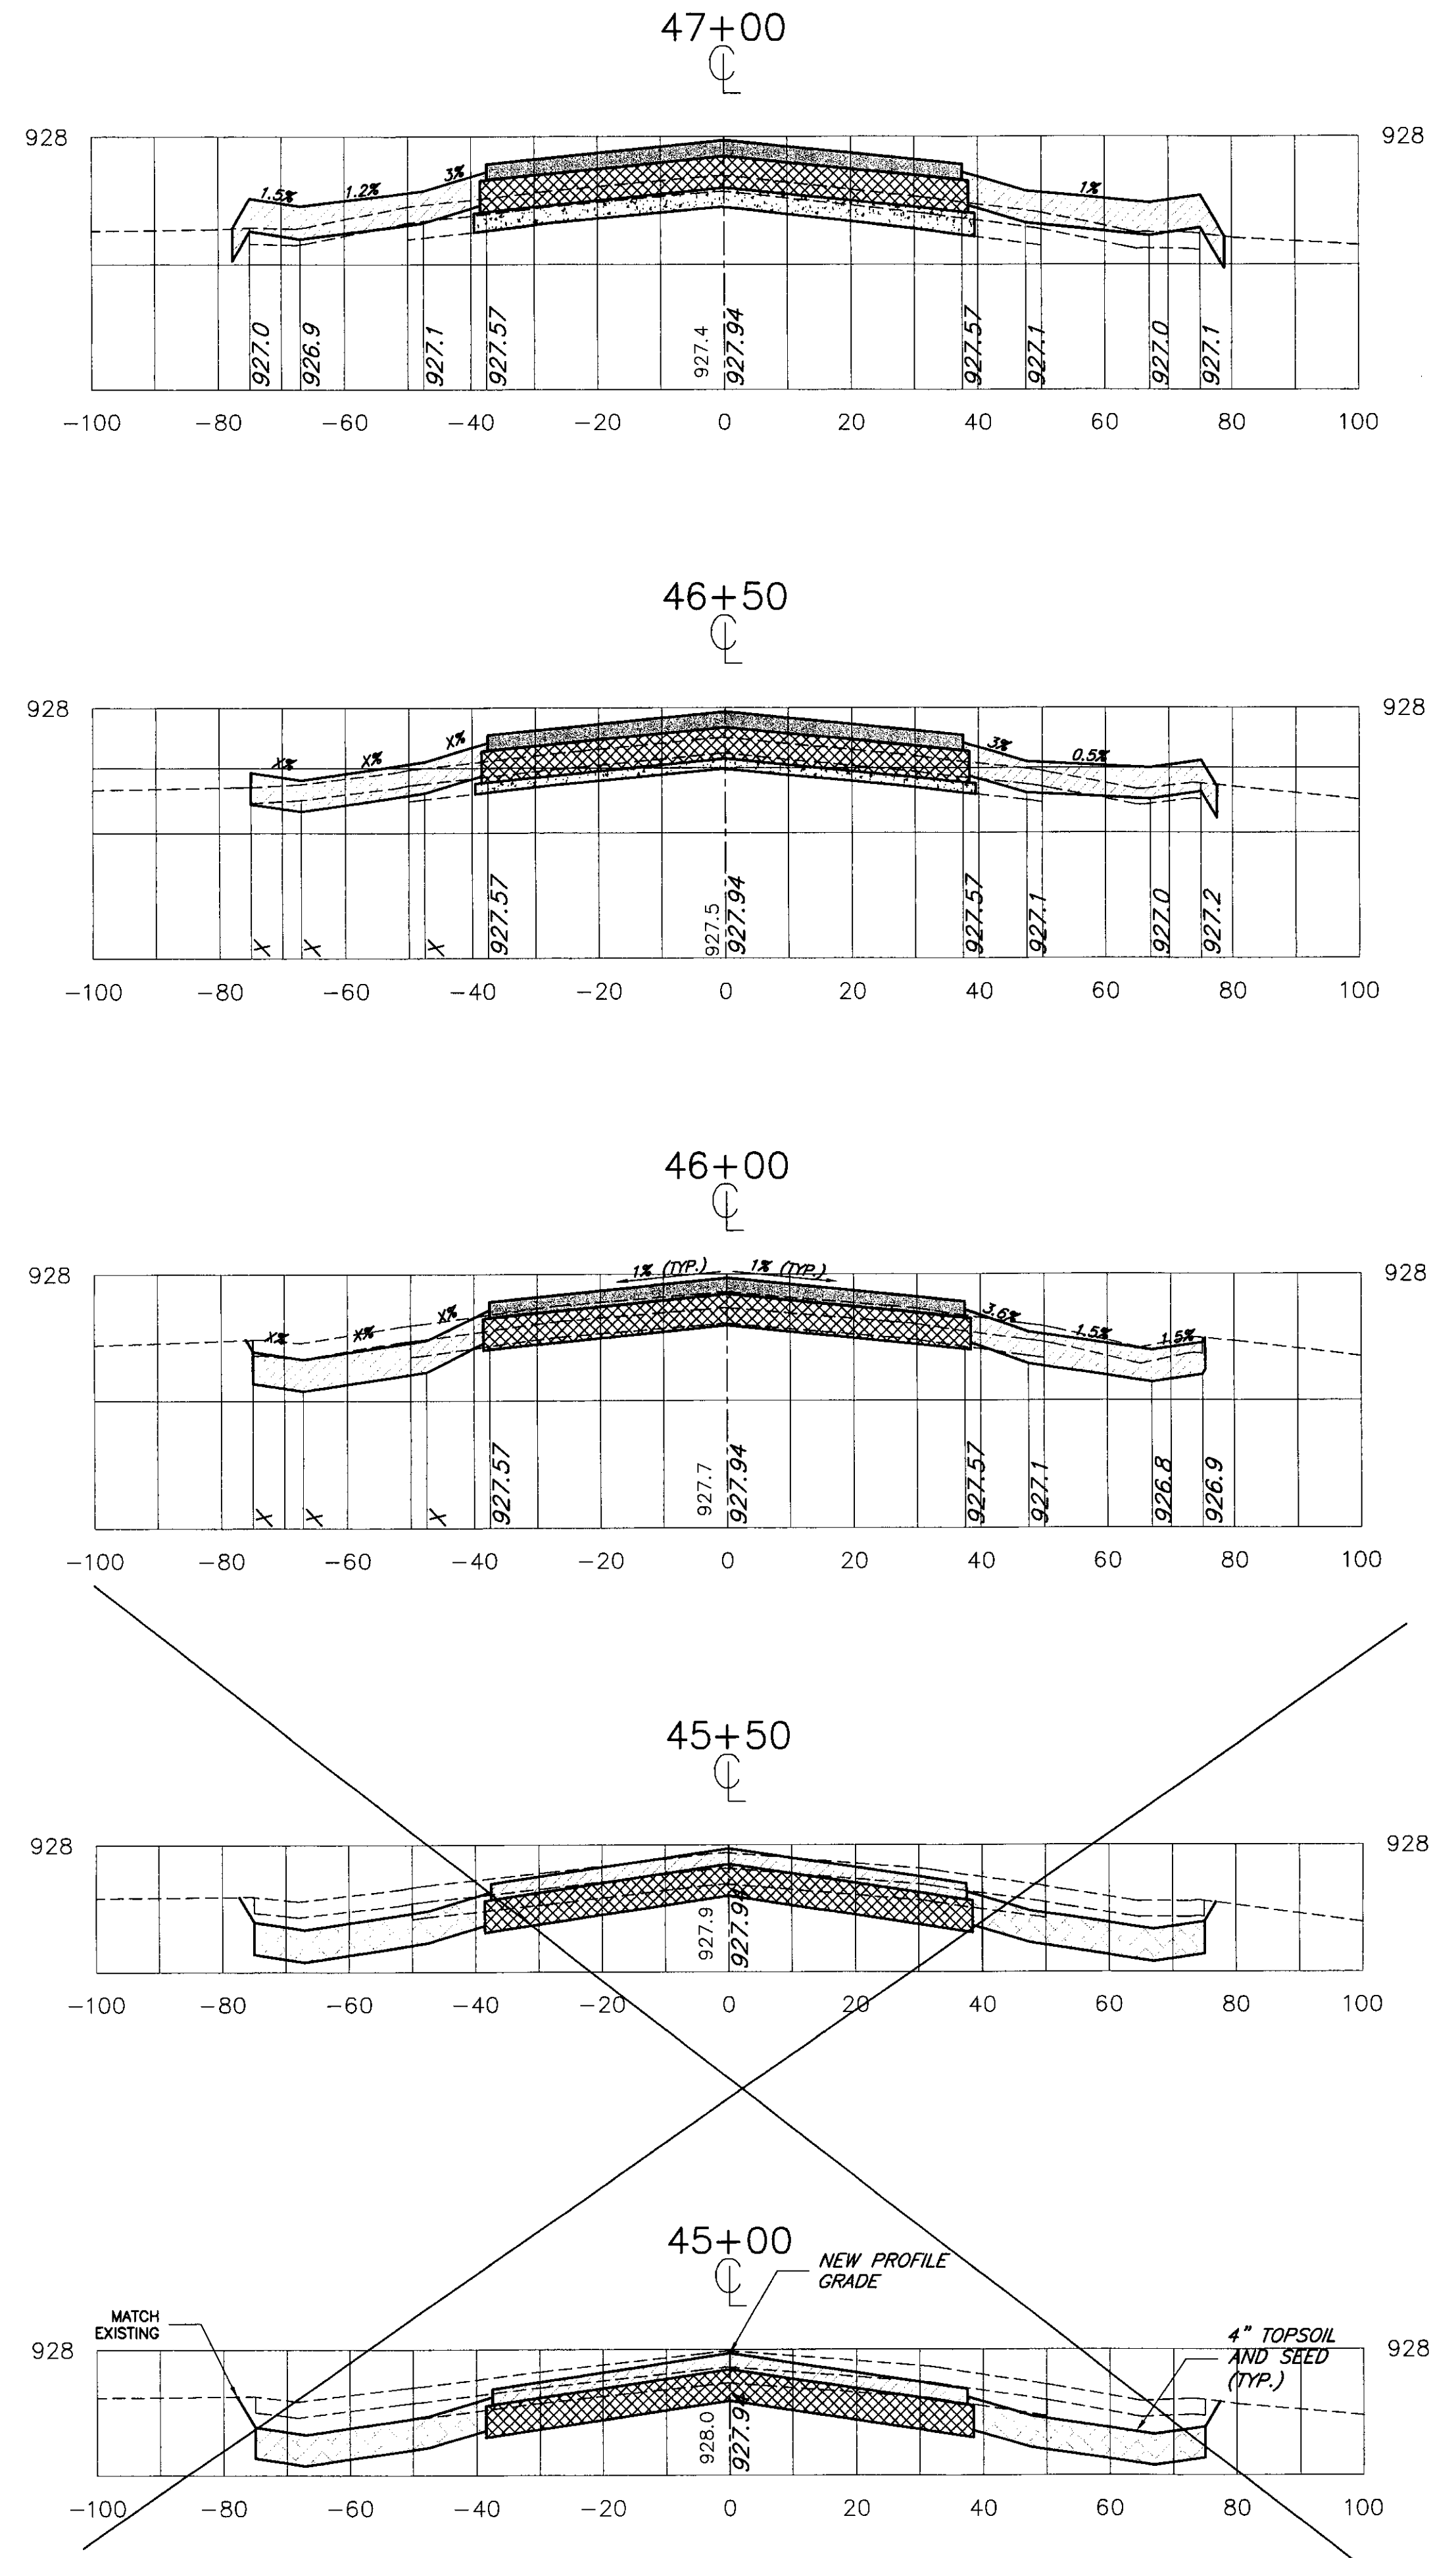 47+00
CL
928 928
3%
1.5% 1.2% 1%
927.0 926.9 927.1 927.57 927.4 927.94 927.57 927.1 927.0 927.1
-100 -80 -60 -40 -20 0 20 40 60 80 100
46+50
CL
928 928
X% X% X% 3% 0.5%
X X X 927.57 927.5 927.94 927.57 927.1 927.0 927.2
-100 -80 -60 -40 -20 0 20 40 60 80 100
46+00
CL
1% (TYP.) 1% (TYP.)
928 928
X% X% X% 3.6% 1.5% 1.5%
X X X 927.57 927.7 927.94 927.57 927.1 926.8 926.9
-100 -80 -60 -40 -20 0 20 40 60 80 100
45+50
CL
928 928
927.9 927.94
-100 -80 -60 -40 -20 0 20 40 60 80 100
45+00
CL
NEW PROFILE
GRADE
MATCH
EXISTING
928 928
4" TOPSOIL
AND SEED
(TYP.)
928.0 927.94
-100 -80 -60 -40 -20 0 20 40 60 80 100